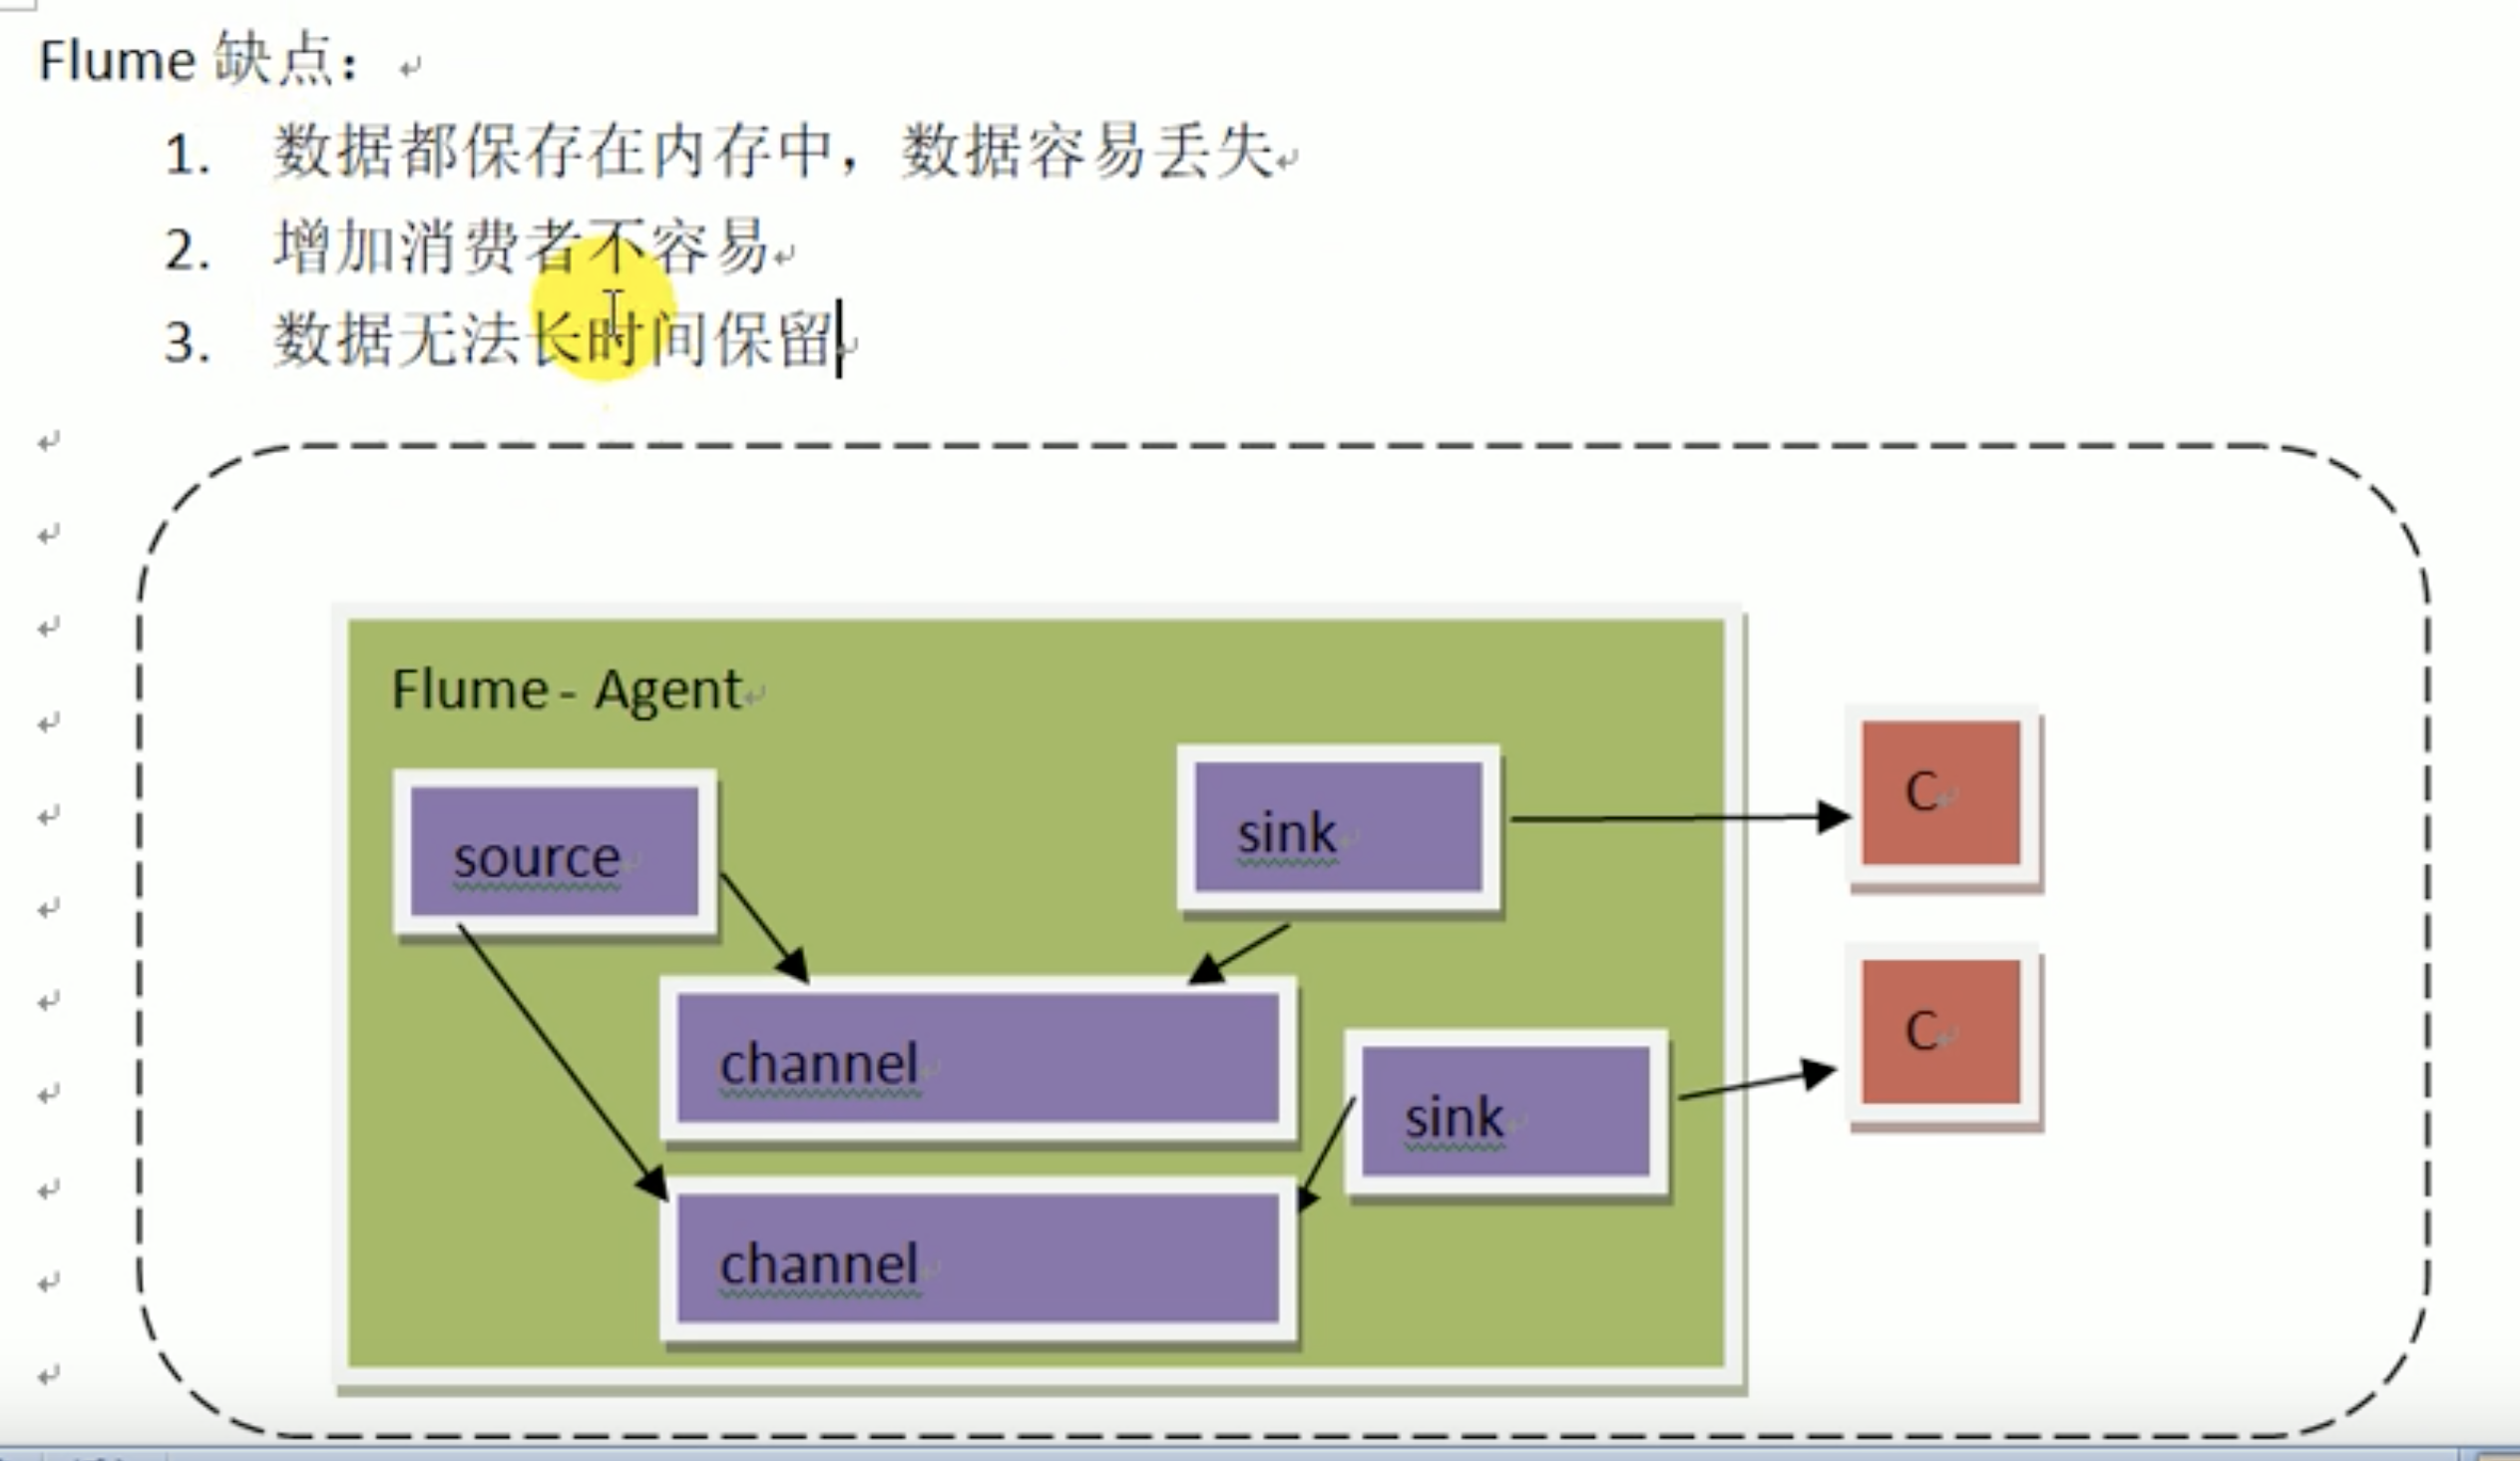 Flume 缺点：
1. 数据都保存在内存中，数据容易丢失
2. 增加消费者不容易
3. 数据无法长时间保留
Flume - Agent
source
sink
C
channel
sink
C
channel